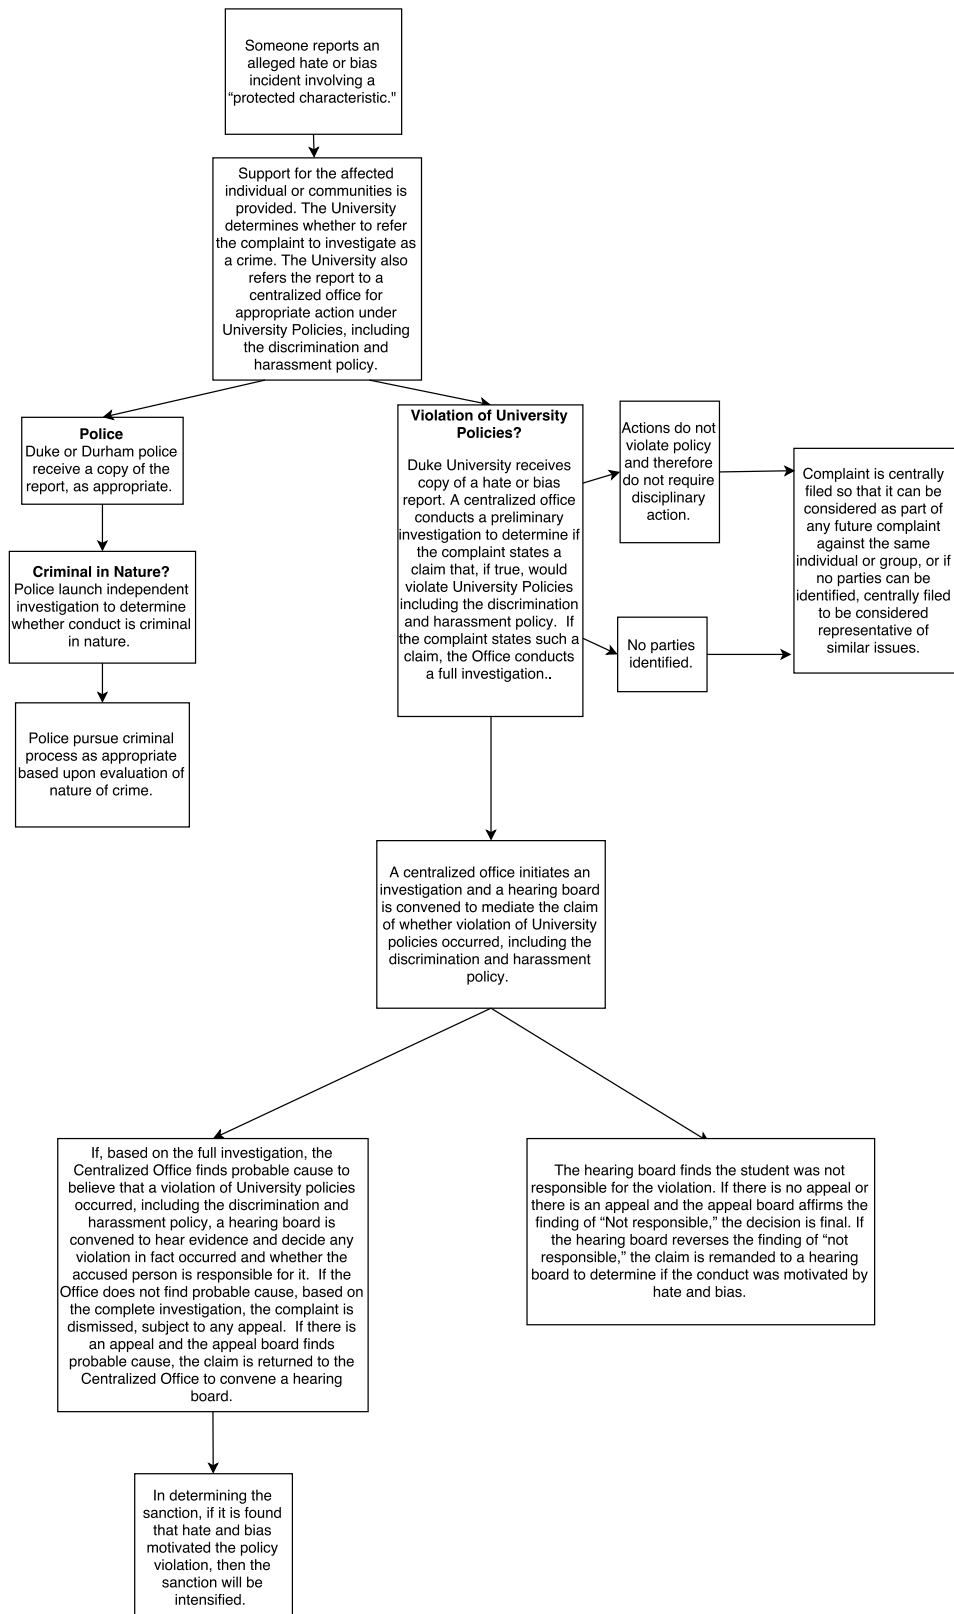 Someone reports an
alleged hate or bias
incident involving a
“protected characteristic."
Support for the affected
individual or communities is
provided. The University
determines whether to refer
the complaint to investigate as
a crime. The University also
refers the report to a
centralized office for
appropriate action under
University Policies, including
the discrimination and
harassment policy.
Police
Duke or Durham police
receive a copy of the
report, as appropriate.
Criminal in Nature?
Police launch independent
investigation to determine
whether conduct is criminal
in nature.
Police pursue criminal
process as appropriate
based upon evaluation of
nature of crime.
Violation of University
Policies?
Duke University receives
copy of a hate or bias
report. A centralized office
conducts a preliminary
investigation to determine if
the complaint states a
claim that, if true, would
violate University Policies
including the discrimination
and harassment policy. If
the complaint states such a
claim, the Office conducts
a full investigation..
Actions do not
violate policy
and therefore
do not require
disciplinary
action.
No parties
identified.
Complaint is centrally
filed so that it can be
considered as part of
any future complaint
against the same
individual or group, or if
no parties can be
identified, centrally filed
to be considered
representative of
similar issues.
A centralized office initiates an
investigation and a hearing board
is convened to mediate the claim
of whether violation of University
policies occurred, including the
discrimination and harassment
policy.
If, based on the full investigation, the
Centralized Office finds probable cause to
believe that a violation of University policies
occurred, including the discrimination and
harassment policy, a hearing board is
convened to hear evidence and decide any
violation in fact occurred and whether the
accused person is responsible for it. If the
Office does not find probable cause, based on
the complete investigation, the complaint is
dismissed, subject to any appeal. If there is
an appeal and the appeal board finds
probable cause, the claim is returned to the
Centralized Office to convene a hearing
board.
The hearing board finds the student was not
responsible for the violation. If there is no appeal or
there is an appeal and the appeal board affirms the
finding of “Not responsible,” the decision is final. If
the hearing board reverses the finding of “not
responsible,” the claim is remanded to a hearing
board to determine if the conduct was motivated by
hate and bias.
In determining the
sanction, if it is found
that hate and bias
motivated the policy
violation, then the
sanction will be
intensified.